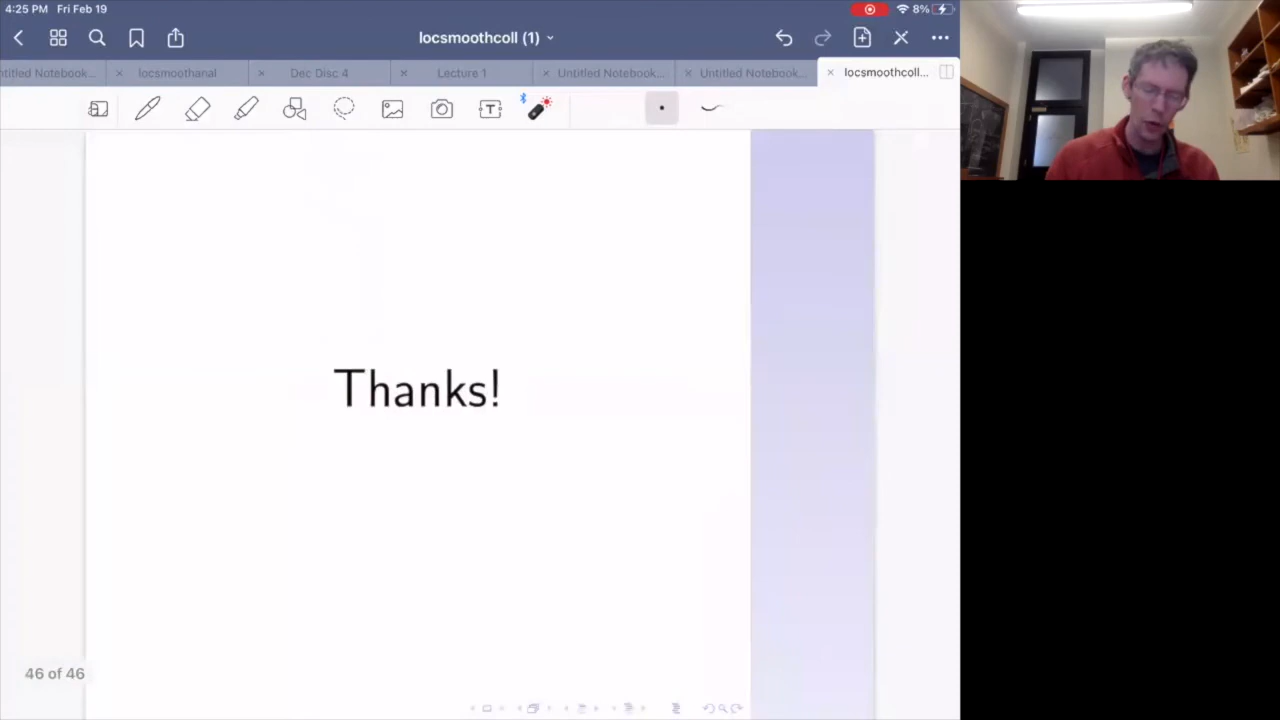 4:25 PM Fri Feb 19
8%
locsmoothcoll (1)
ntitled Notebook...
locsmoothanal
Dec Disc 4
Lecture 1
Untitled Notebook...
Untitled Notebook...
locsmoothcoll...
T
Thanks!
46 of 46